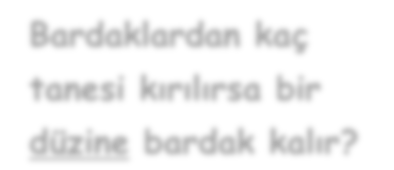 Bardaklardan kaç
tanesi kırılırsa bir
düzine bardak kalır?